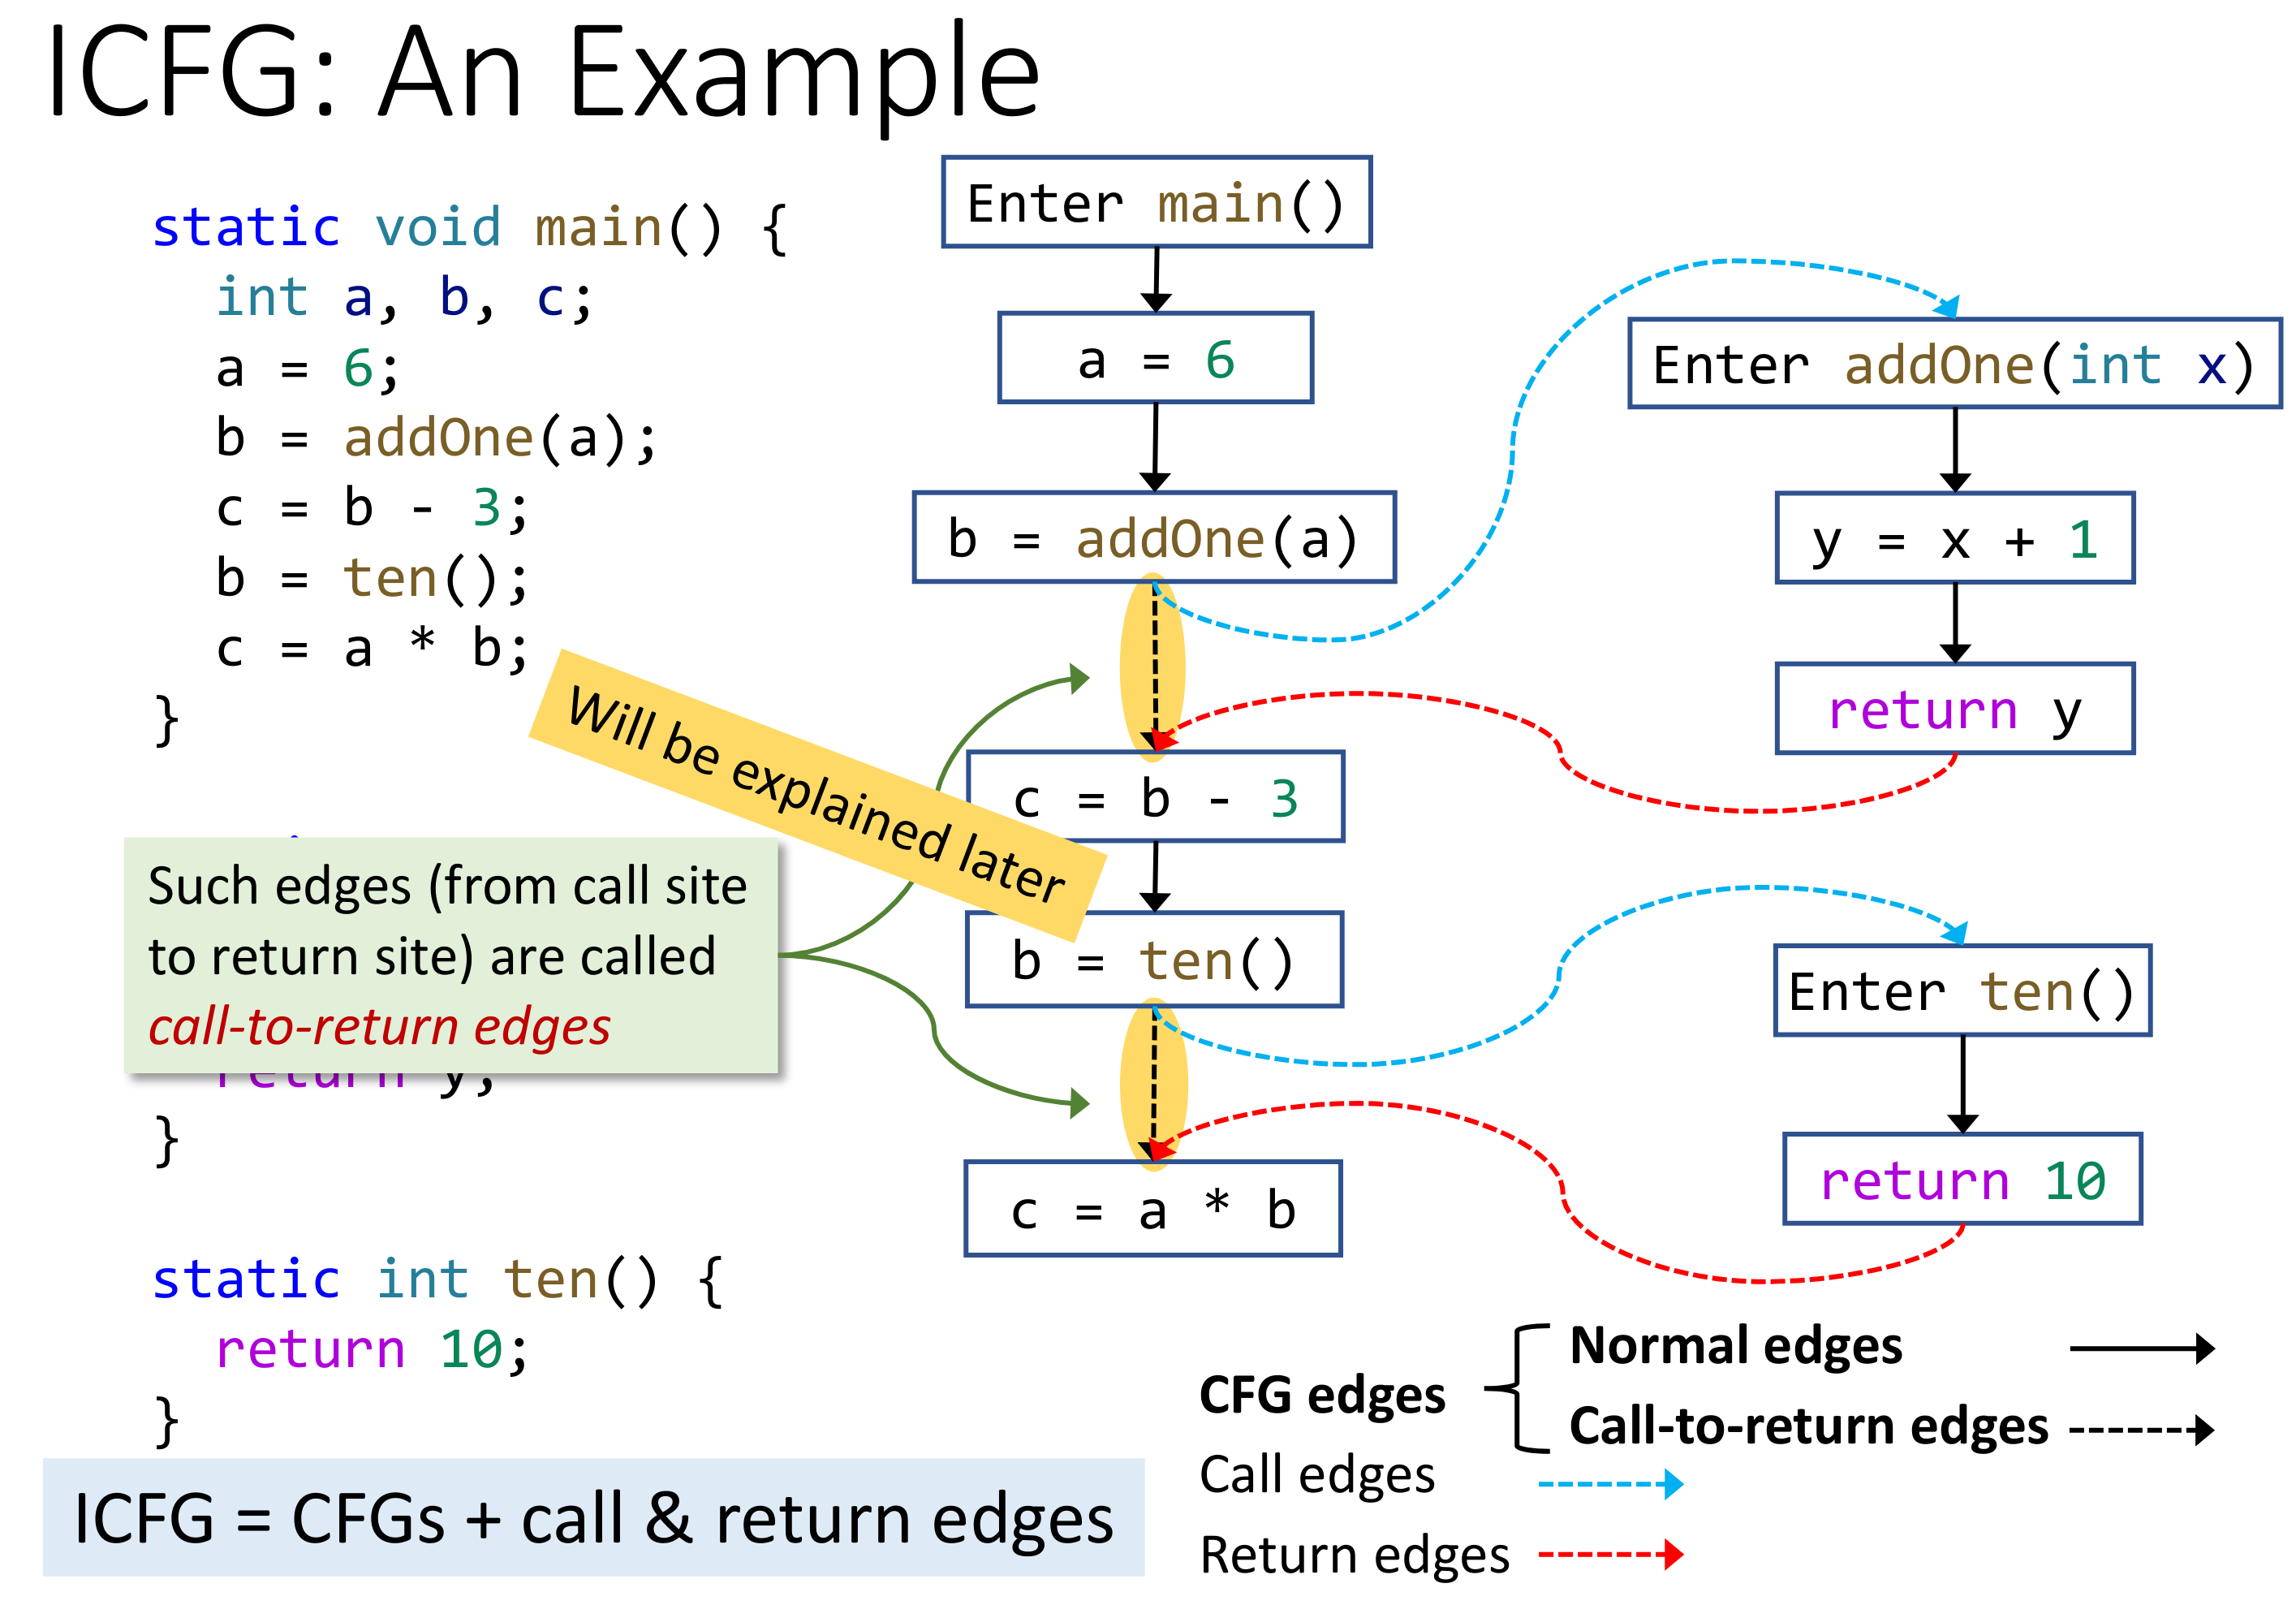 ICFG: An Example
static void main() {
int a, b, c;
a = 6;
b = addOne(a);
c = b - 3;
b = ten();
c = a * b;
}
Such edges (from call site
to return site) are called
call-to-return edges
return y;
}
static int ten() {
return 10;
}
ICFG = CFGs + call & return edges
Will be explained later
Enter main()
a = 6
b = addOne(a)
c = b - 3
b = ten()
c = a * b
Enter addOne(int x)
y = x + 1
return y
Enter ten()
return 10
CFG edges
Normal edges
Call-to-return edges
Call edges
Return edges